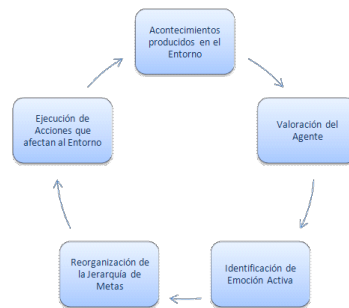 Acontecimientos
producidos en el
Entorno
Valoración del
Agente
Identificación de
Emoción Activa
Reorganización de
la Jerarquía de
Metas
Ejecución de
Acciones que
afectan al Entorno